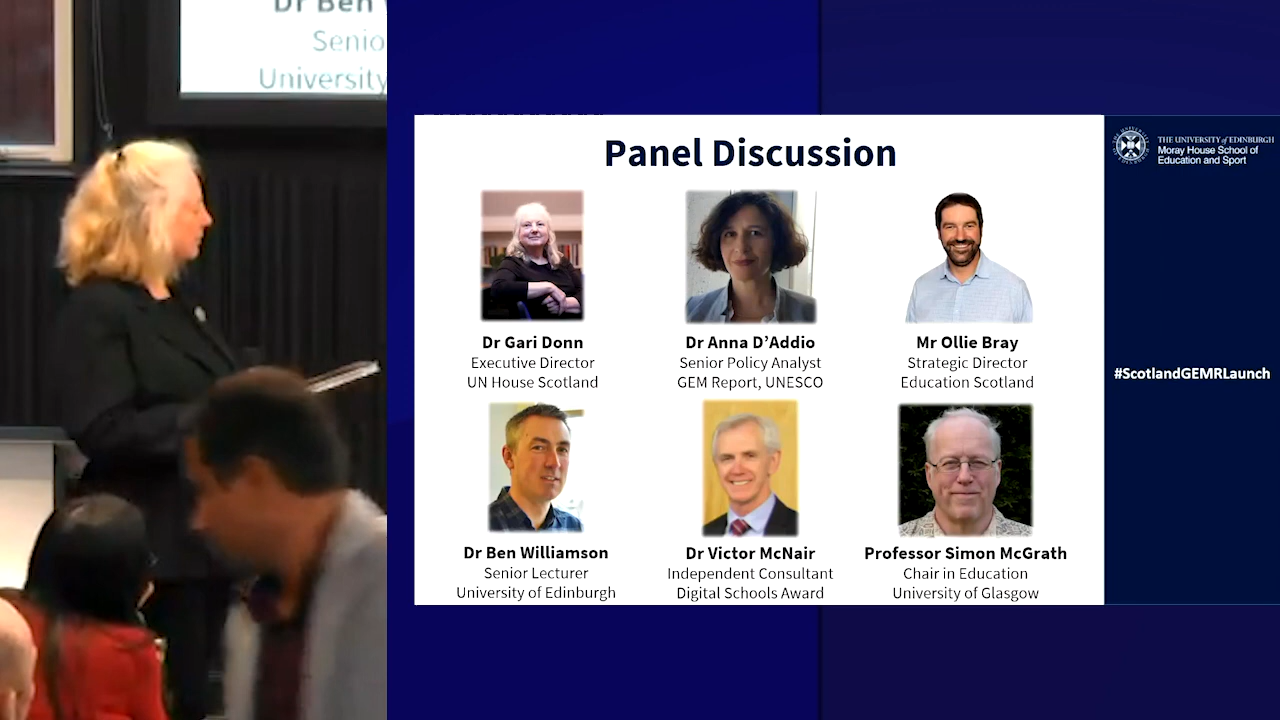 Dr Ben
Senio
University
Panel Discussion
THE UNIVERSITY of EDINBURGH
Moray House School of
Education and Sport
Dr Gari Donn
Executive Director
UN House Scotland
Dr Anna D'Addio
Senior Policy Analyst
GEM Report, UNESCO
Mr Ollie Bray
Strategic Director
Education Scotland
#ScotlandGEMRLaunch
Dr Ben Williamson
Senior Lecturer
University of Edinburgh
Dr Victor McNair
Independent Consultant
Digital Schools Award
Professor Simon McGrath
Chair in Education
University of Glasgow